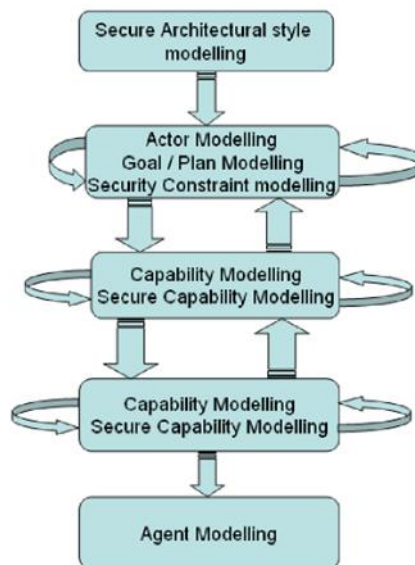 Secure Architectural style
modelling
Actor Modelling
Goal / Plan Modelling
Security Constraint modelling
Capability Modelling
Secure Capability Modelling
Capability Modelling
Secure Capability Modelling
Agent Modelling